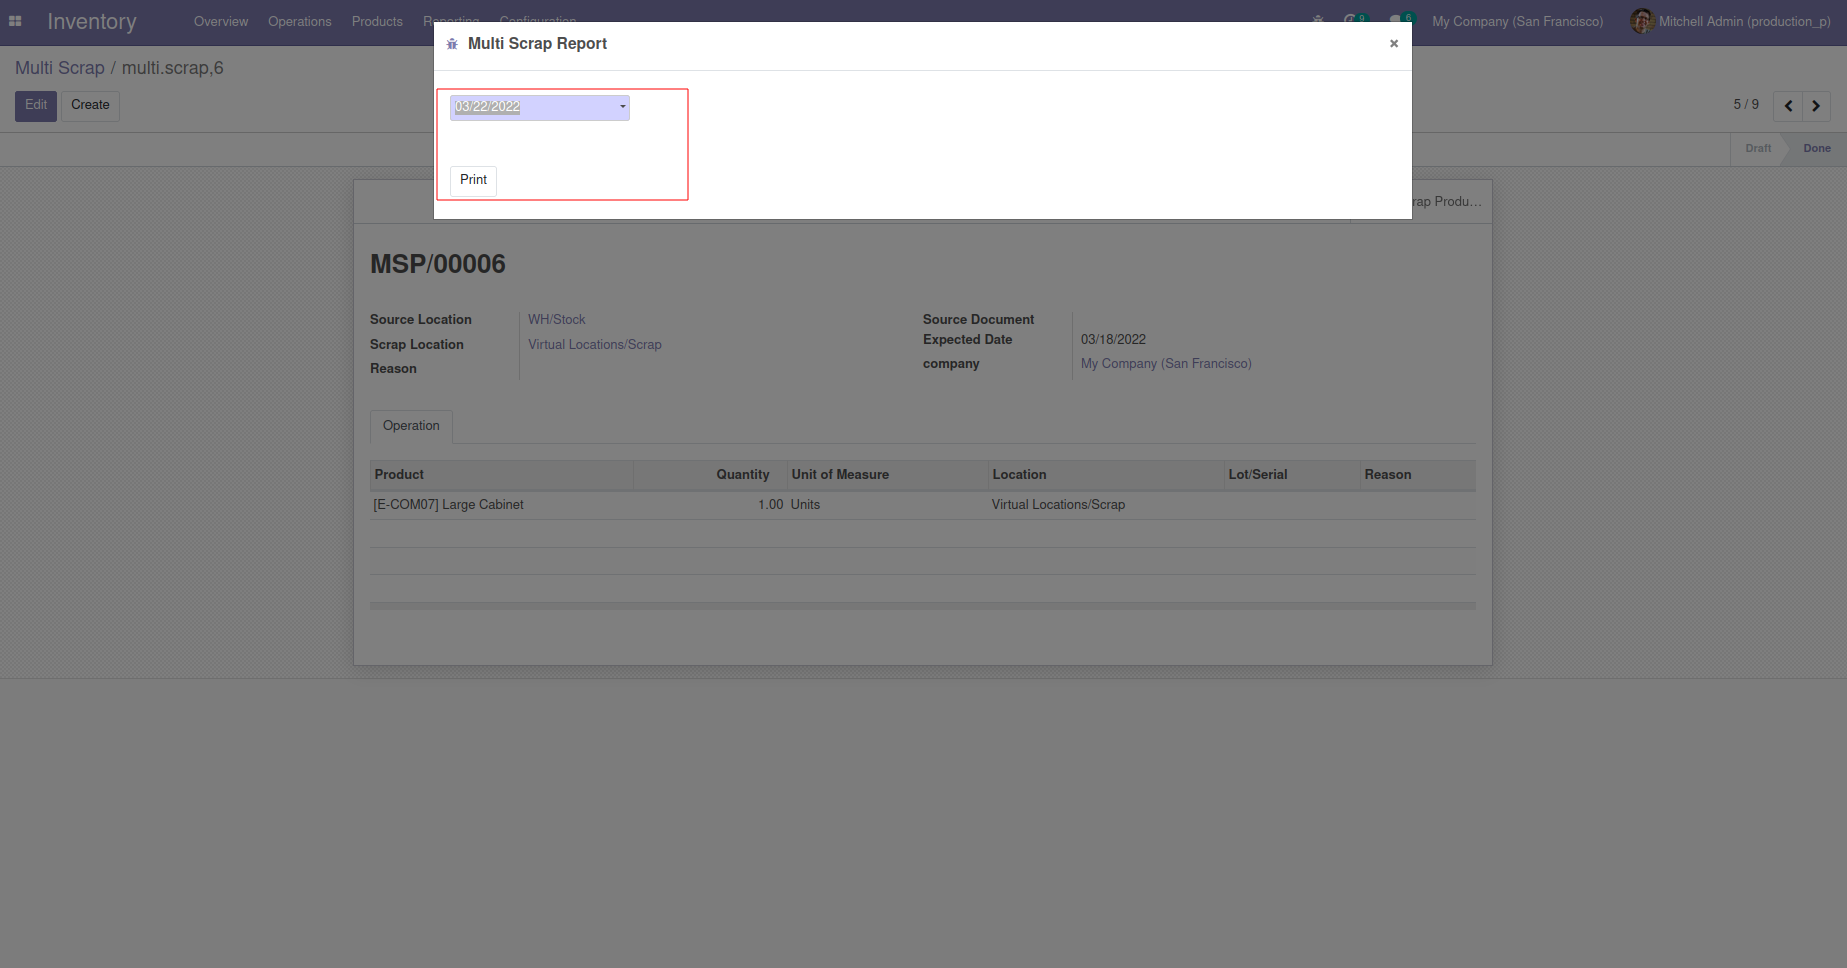 Inventory
Overview Operations Products Reporting Configuration
9
6
My Company (San Francisco)
Mitchell Admin (production_p)
Multi Scrap Report
×
Multi Scrap / multi.scrap,6
Edit Create
5 / 9
03/22/2022
Draft Done
Print
rap Produ...
MSP/00006
Source Location WH/Stock
Scrap Location Virtual Locations/Scrap
Reason
Source Document
Expected Date 03/18/2022
company My Company (San Francisco)
Operation
Product Quantity Unit of Measure Location Lot/Serial Reason
[E-COM07] Large Cabinet 1.00 Units Virtual Locations/Scrap